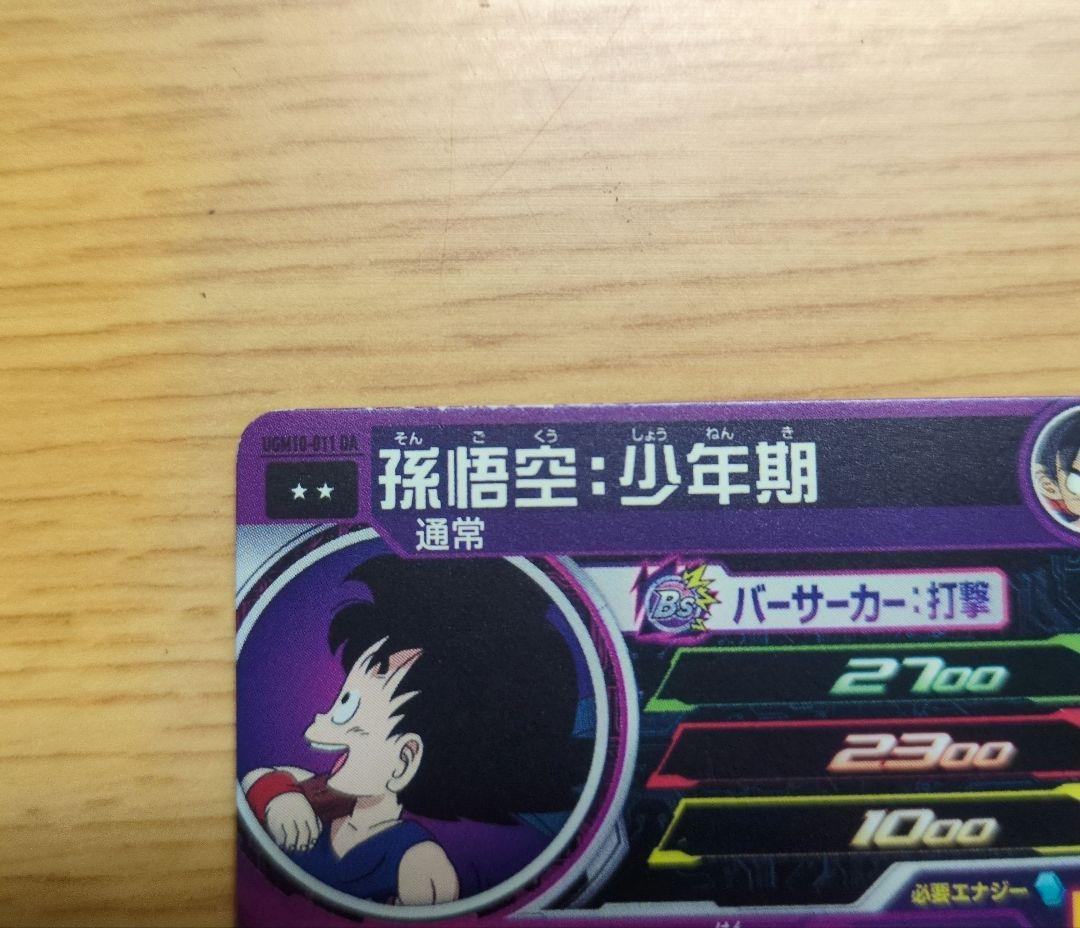 UGM10-011 DA
そん ご くう しょう ねん き
孫悟空:少年期
通常
Bs
バーサーカー:打撃
2700
2300
1000
必要エナジー
けん